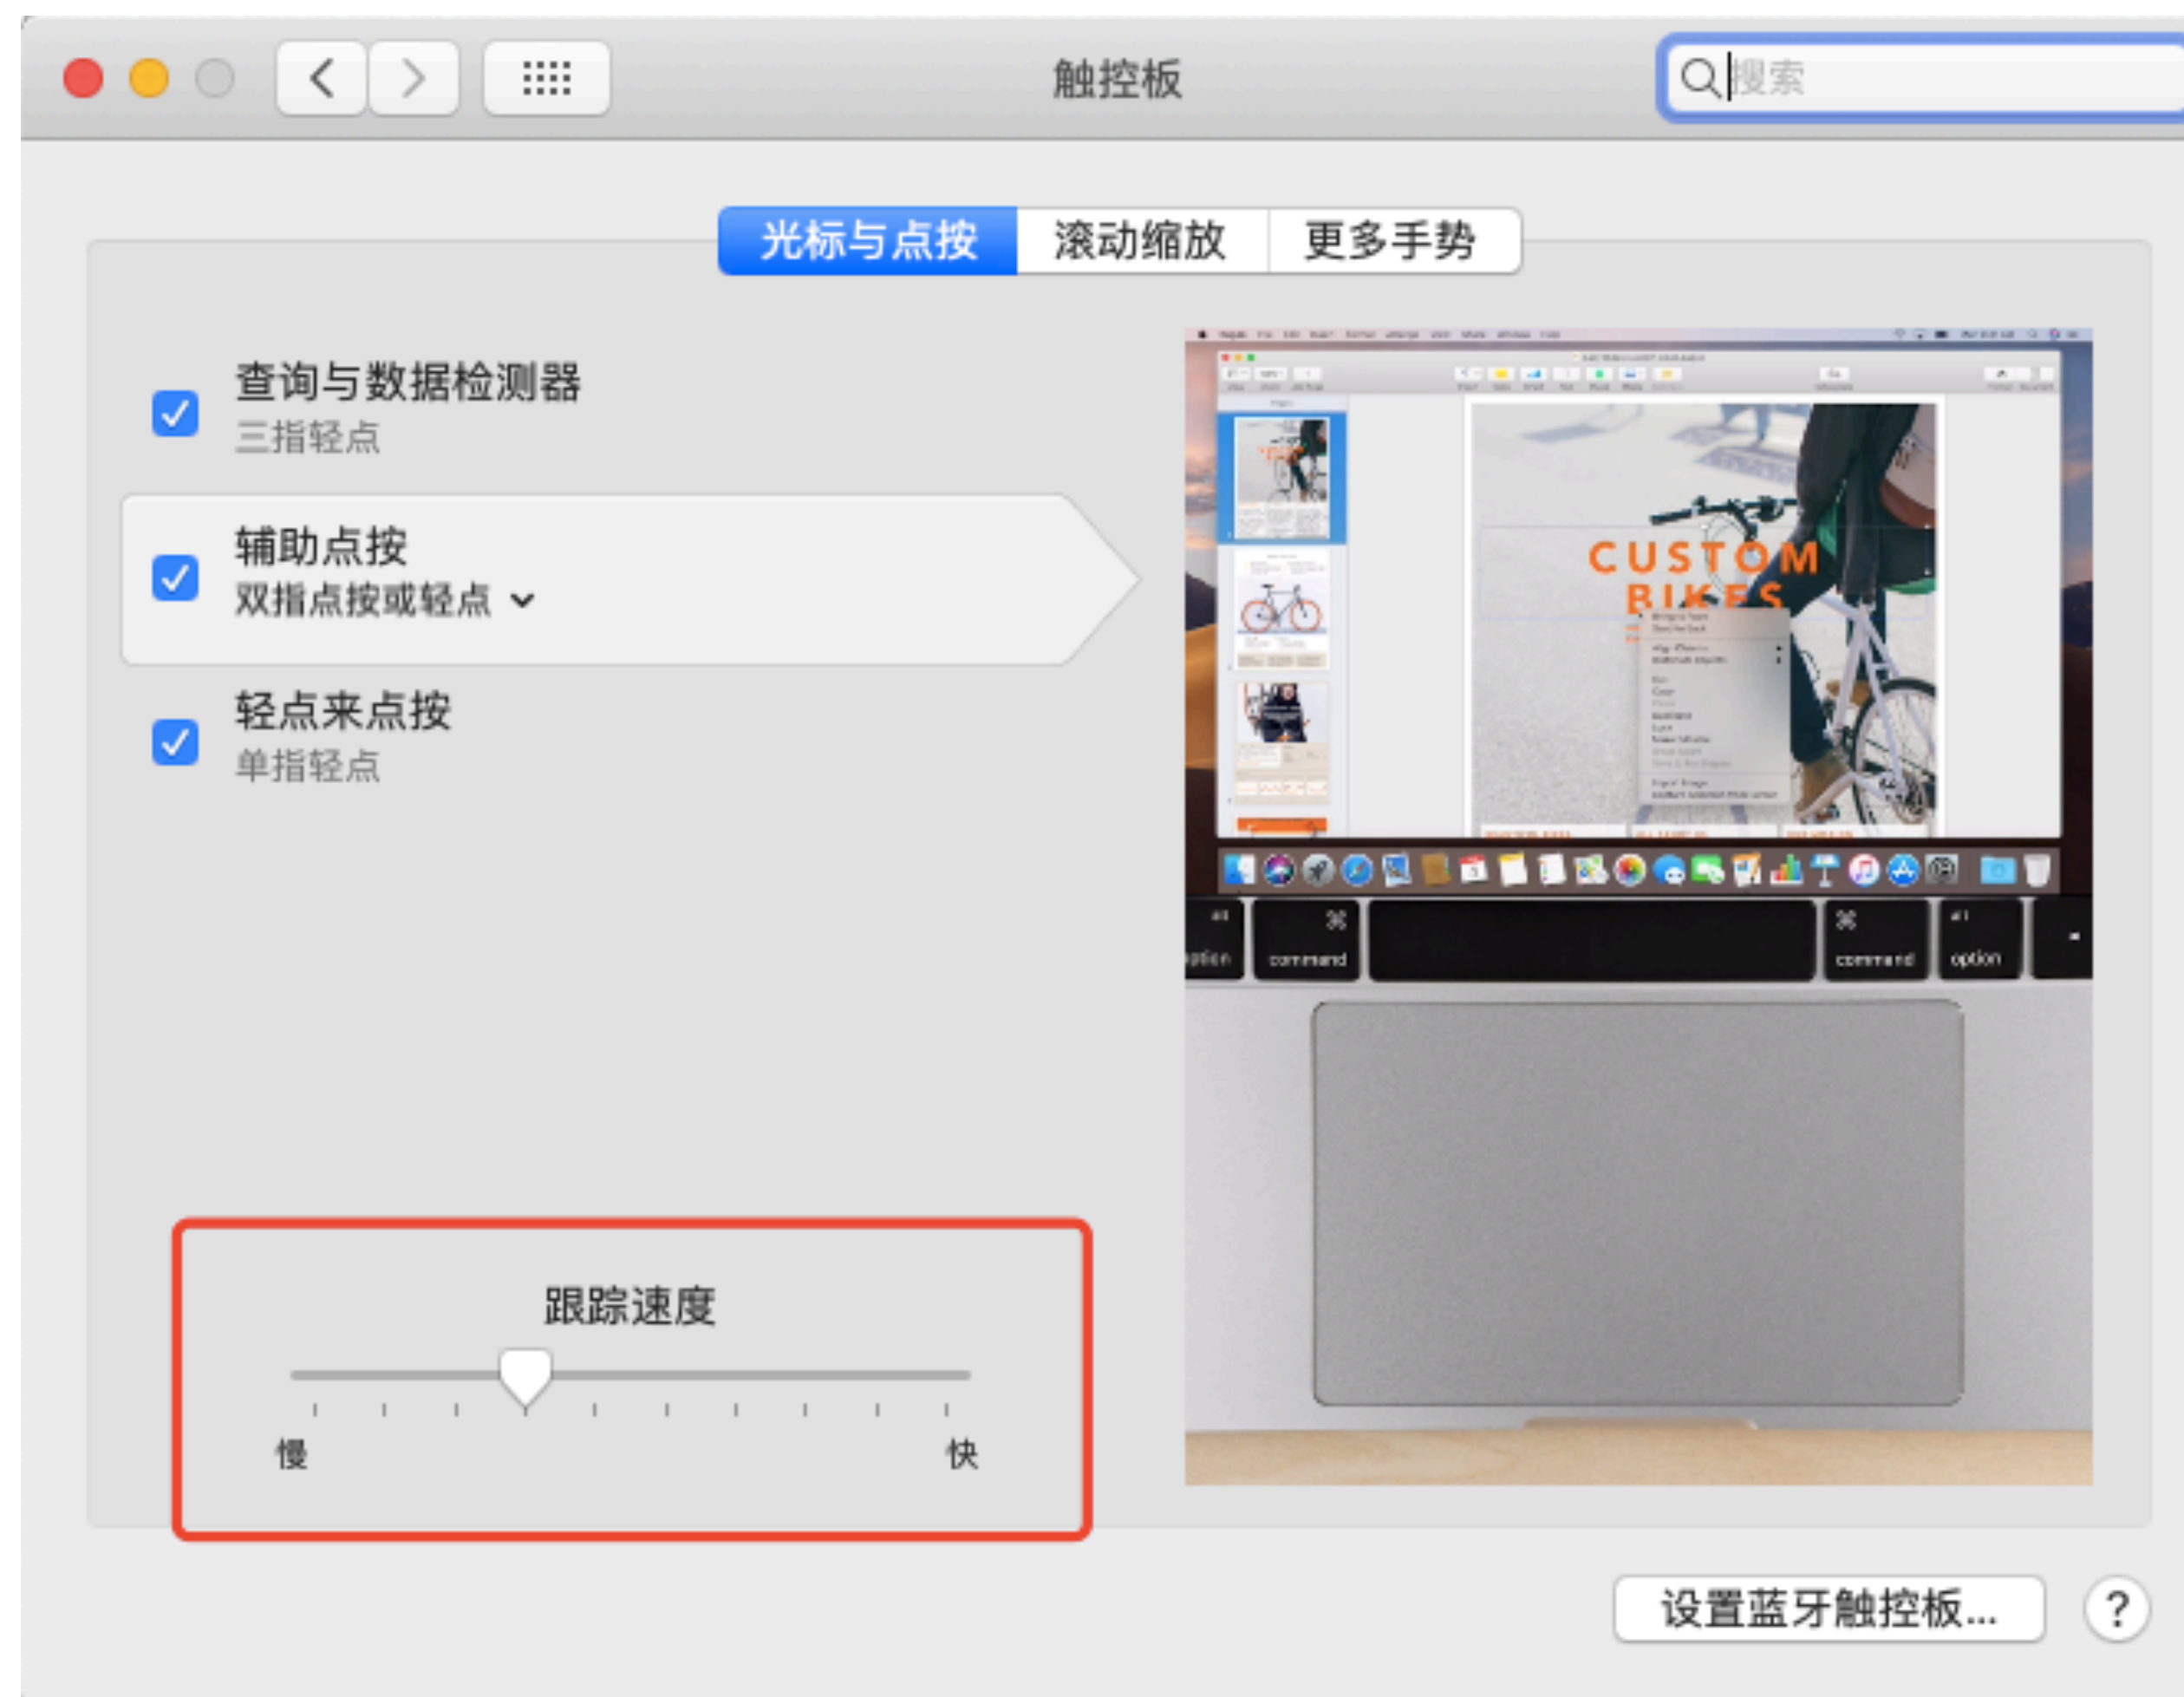 触控板
搜索
光标与点按
滚动缩放
更多手势
查询与数据检测器
三指轻点
辅助点按
双指点按或轻点
轻点来点按
单指轻点
CUSTOM
BIKES
⌘
command
⌘
command
option
跟踪速度
慢
快
设置蓝牙触控板...
?